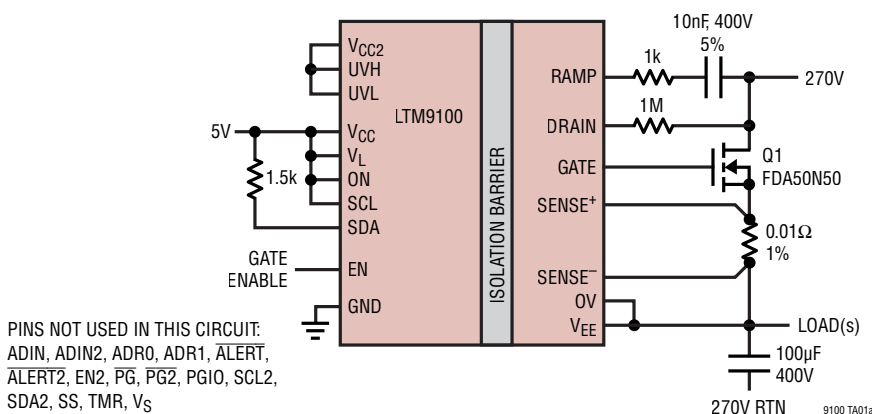 10nF, 400V
5%
VCC2
UVH
UVL
LTM9100
RAMP
1k
270V
1M
DRAIN
5V
VCC
VL
ON
SCL
SDA
1.5k
ISOLATION BARRIER
GATE
Q1
FDA50N50
SENSE+
0.01Ω
1%
GATE
ENABLE
EN
SENSE–
GND
OV
VEE
LOAD(s)
100µF
400V
270V RTN
PINS NOT USED IN THIS CIRCUIT:
ADIN, ADIN2, ADR0, ADR1, ALERT,
ALERT2, EN2, PG, PG2, PGIO, SCL2,
SDA2, SS, TMR, VS
9100 TA01a